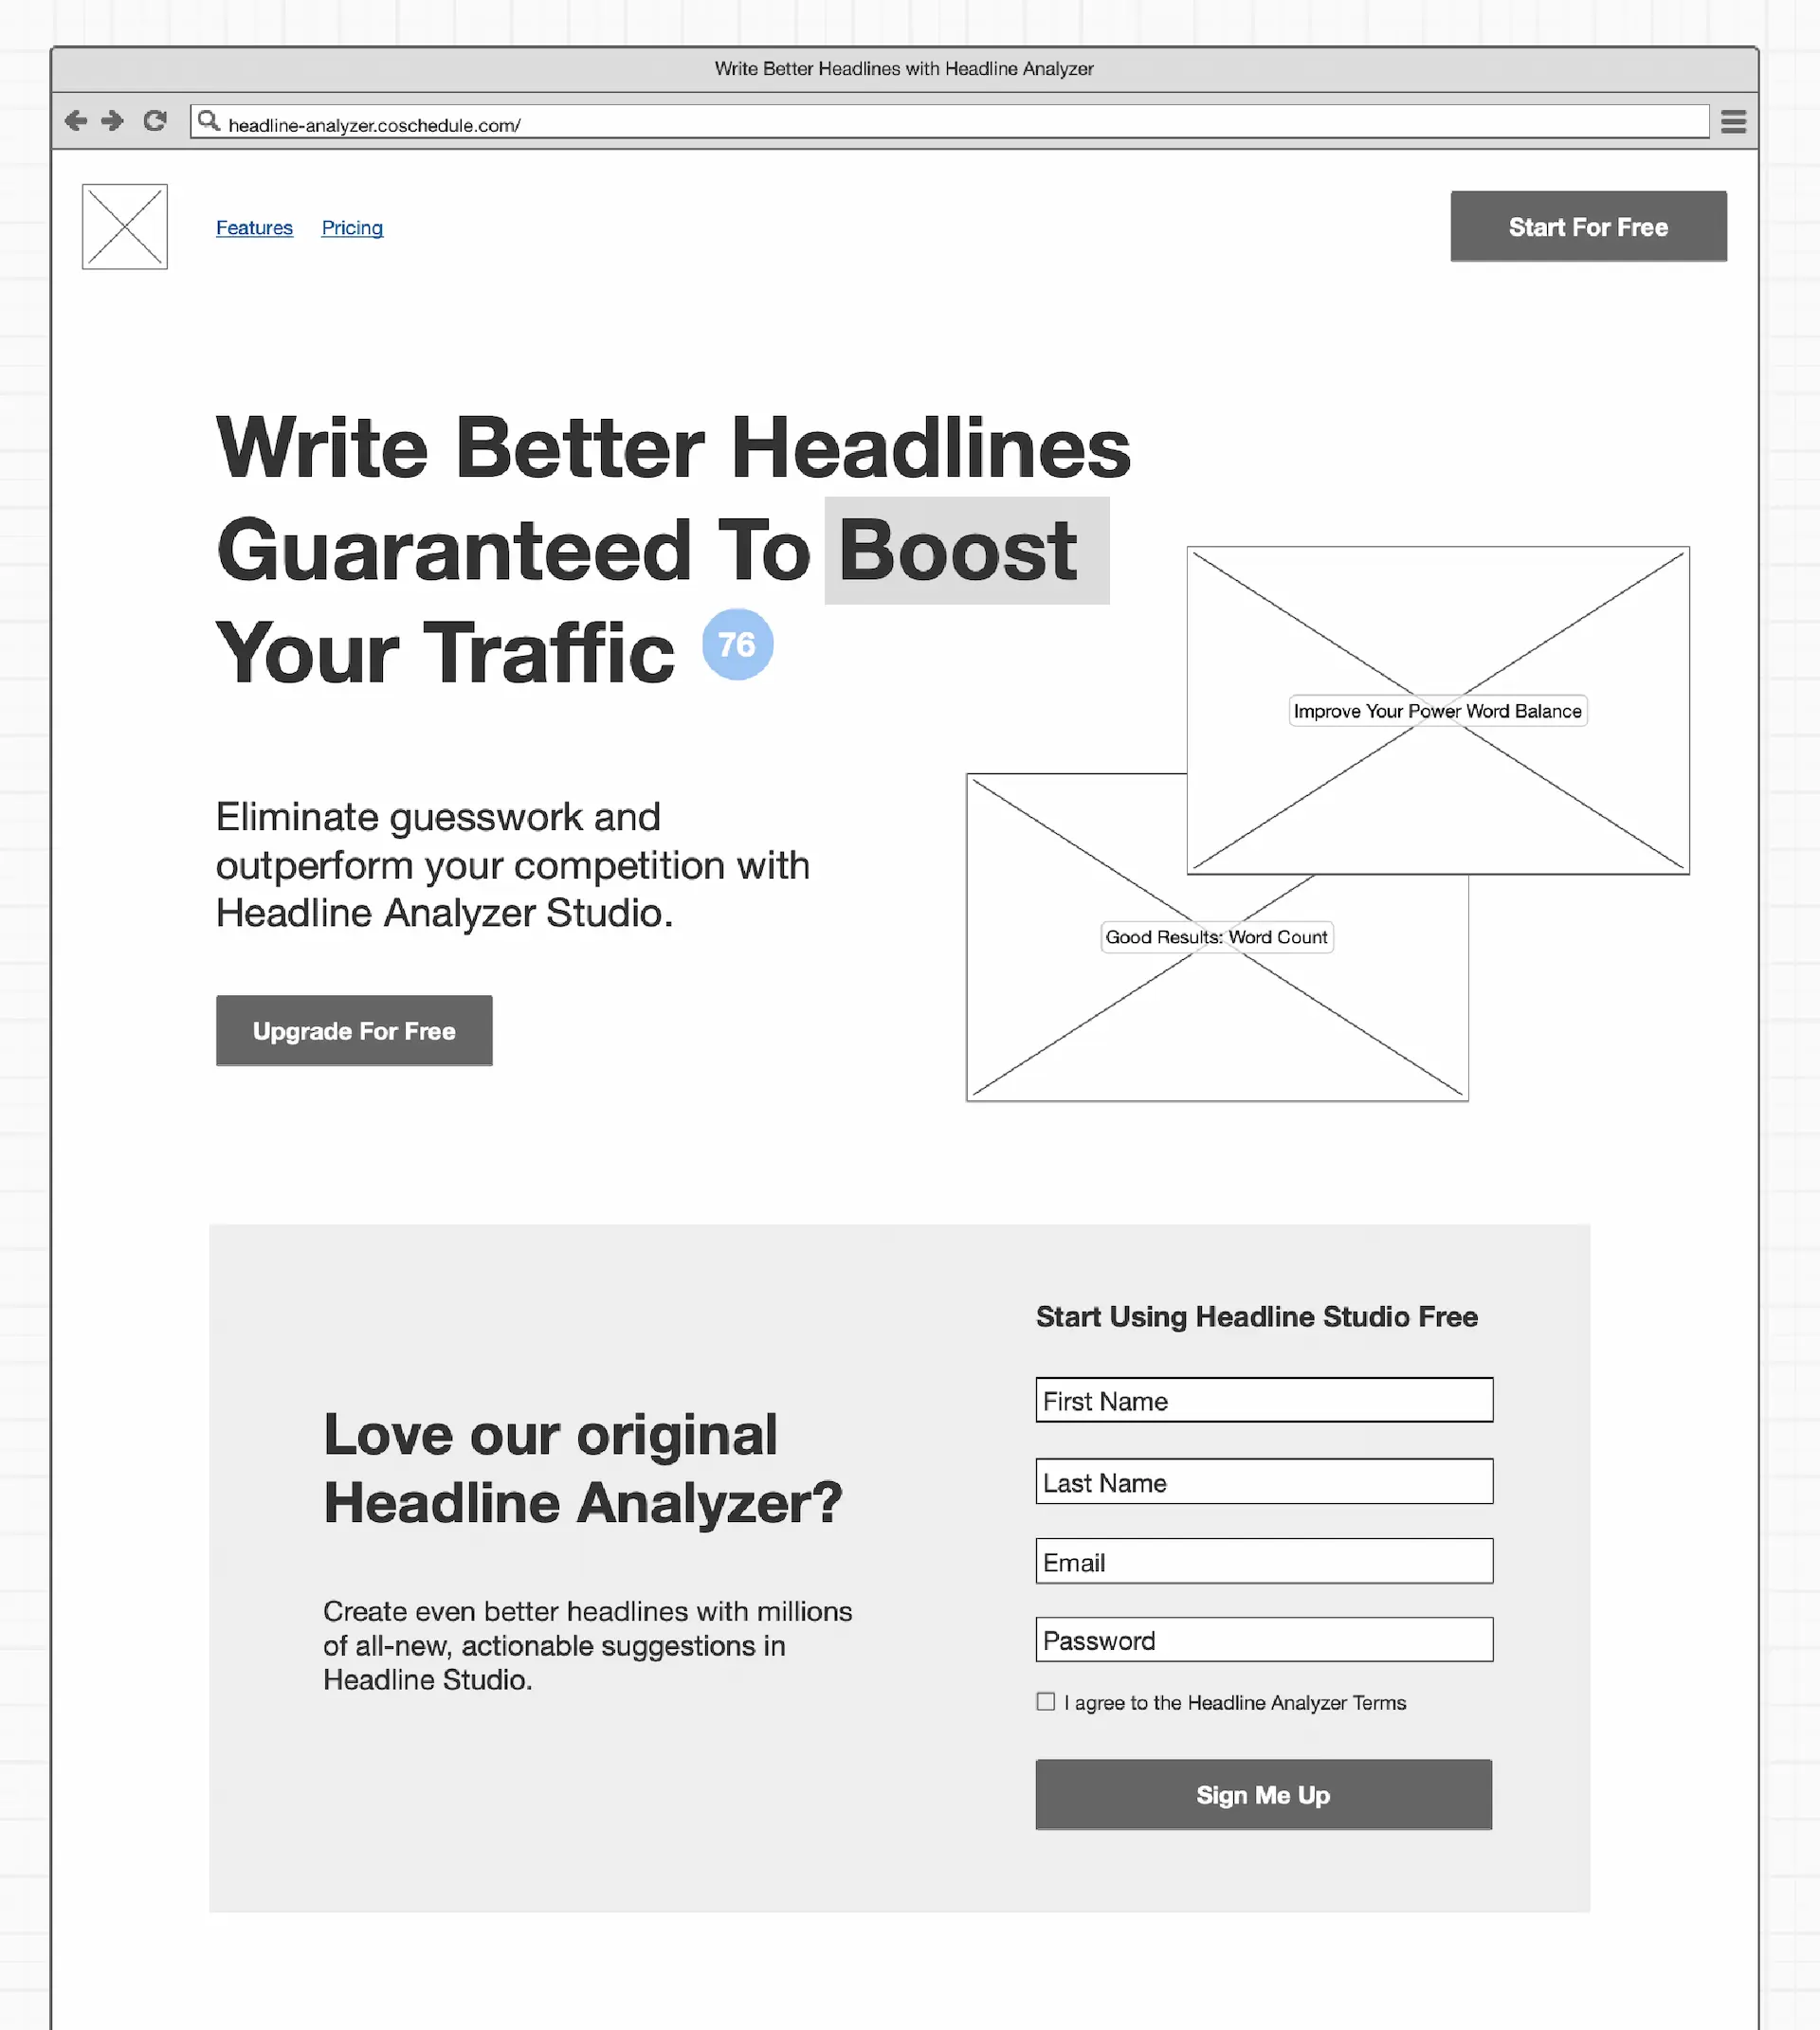 Write Better Headlines with Headline Analyzer
headline-analyzer.coschedule.com/
Features
Pricing
Start For Free
Write Better Headlines
Guaranteed To Boost
Your Traffic 76
Improve Your Power Word Balance
Eliminate guesswork and
outperform your competition with
Headline Analyzer Studio.
Good Results: Word Count
Upgrade For Free
Love our original
Headline Analyzer?
Create even better headlines with millions
of all-new, actionable suggestions in
Headline Studio.
Start Using Headline Studio Free
First Name
Last Name
Email
Password
I agree to the Headline Analyzer Terms
Sign Me Up